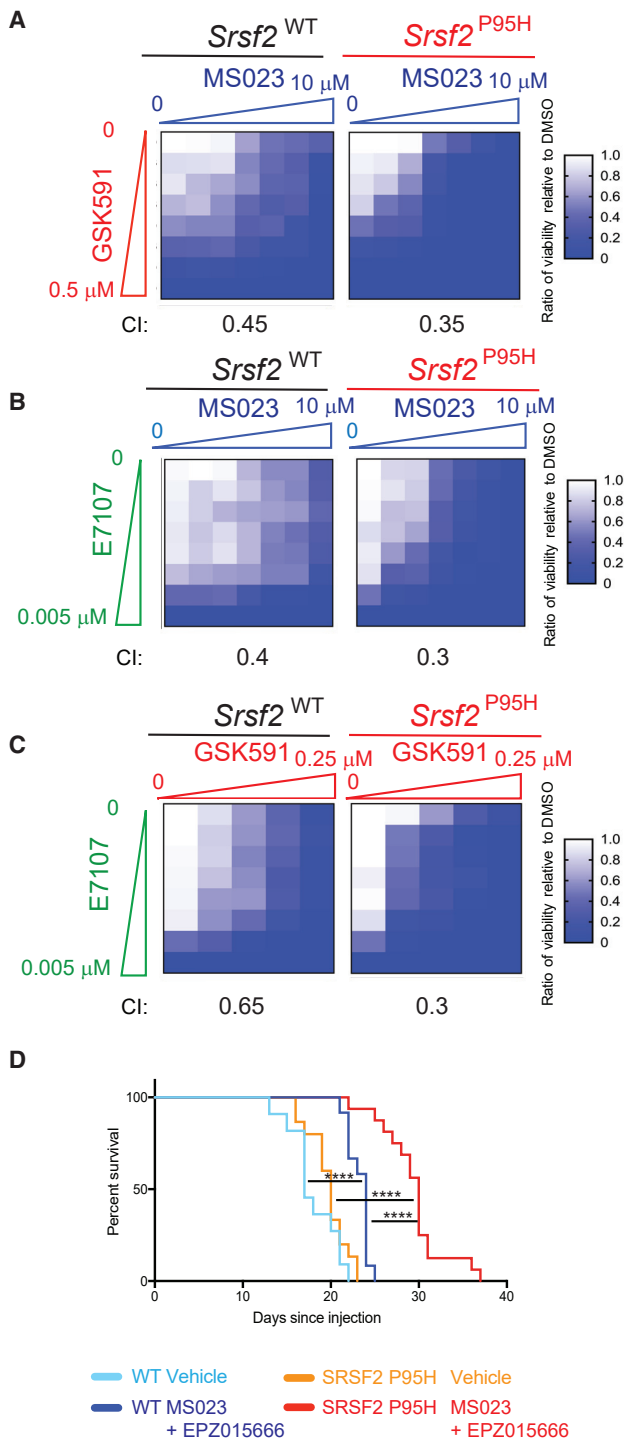 A
Srsf2 WT Srsf2 P95H
MS023 10 μM MS023 10 μM
0 0
0
GSK591
0.5 μM
Ratio of viability relative to DMSO
1.0
0.8
0.6
0.4
0.2
0
CI: 0.45 0.35
B
Srsf2 WT Srsf2 P95H
MS023 10 μM MS023 10 μM
0 0
0
E7107
0.005 μM
Ratio of viability relative to DMSO
1.0
0.8
0.6
0.4
0.2
0
CI: 0.4 0.3
C
Srsf2 WT Srsf2 P95H
GSK591 0.25 μM GSK591 0.25 μM
0 0
0
E7107
0.005 μM
Ratio of viability relative to DMSO
1.0
0.8
0.6
0.4
0.2
0
CI: 0.65 0.3
D
Percent survival
100
50
0
****
****
****
0 10 20 30 40
Days since injection
WT Vehicle SRSF2 P95H Vehicle
WT MS023 SRSF2 P95H MS023
+ EPZ015666 + EPZ015666